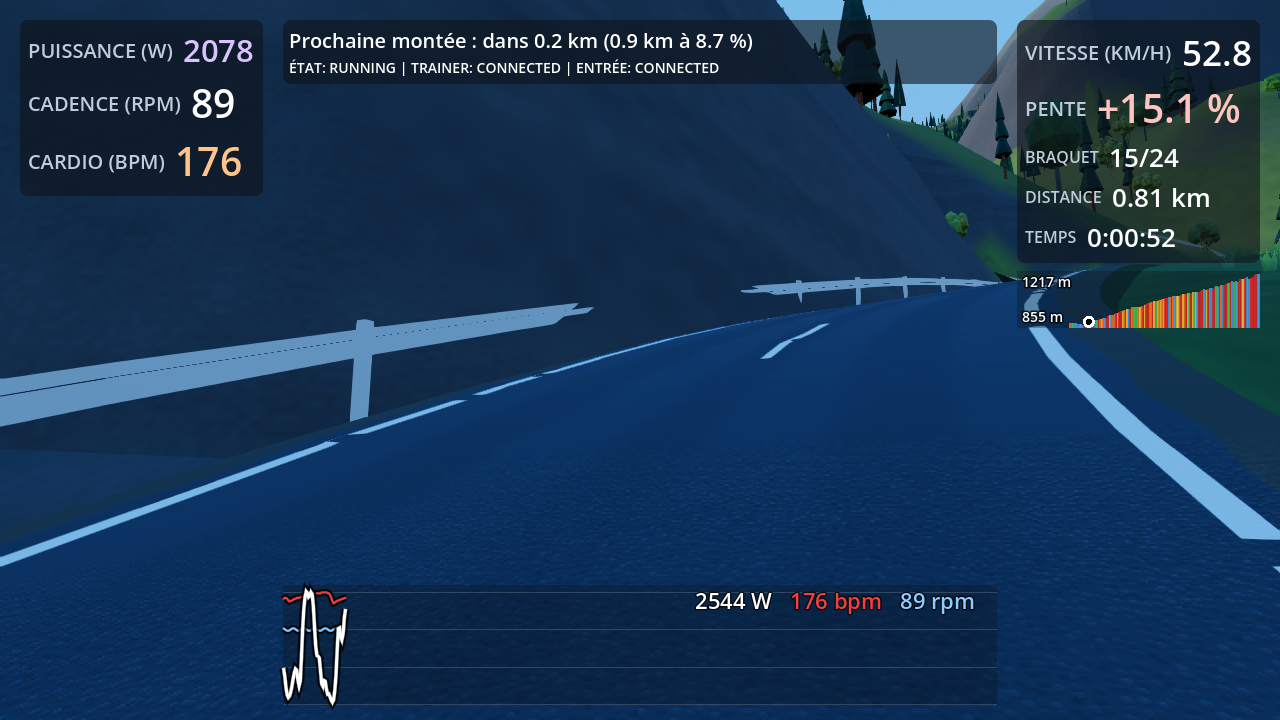 PUISSANCE (W) 2078
CADENCE (RPM) 89
CARDIO (BPM) 176
Prochaine montée : dans 0.2 km (0.9 km à 8.7 %)
ÉTAT: RUNNING | TRAINER: CONNECTED | ENTRÉE: CONNECTED
VITESSE (KM/H) 52.8
PENTE +15.1 %
BRAQUET 15/24
DISTANCE 0.81 km
TEMPS 0:00:52
1217 m
855 m
2544 W 176 bpm 89 rpm